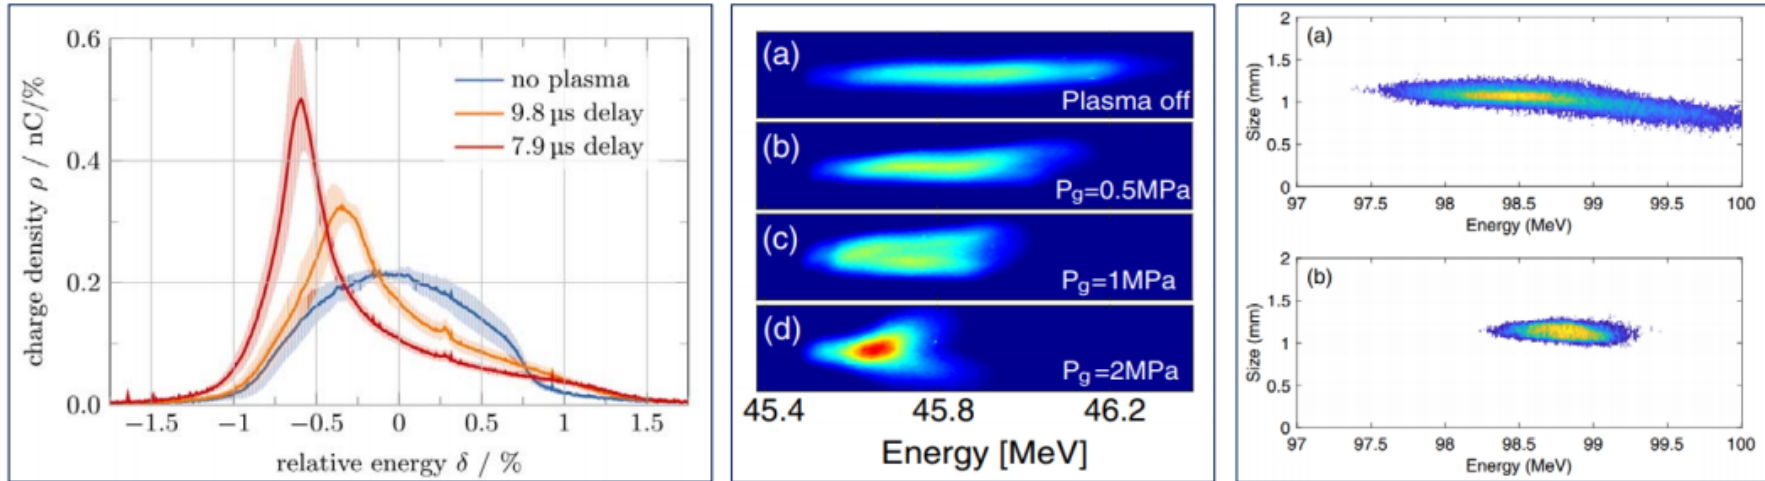 0.6
0.4
0.2
0.0
charge density ρ / nC/%
no plasma
9.8 μs delay
7.9 μs delay
−1.5
−1
−0.5
0
0.5
1
1.5
relative energy δ / %
(a)
Plasma off
(b)
Pg=0.5MPa
(c)
Pg=1MPa
(d)
Pg=2MPa
45.4
45.8
46.2
Energy [MeV]
(a)
2
1.5
1
0.5
0
Size (mm)
97
97.5
98
98.5
99
99.5
100
Energy (MeV)
(b)
2
1.5
1
0.5
0
Size (mm)
97
97.5
98
98.5
99
99.5
100
Energy (MeV)